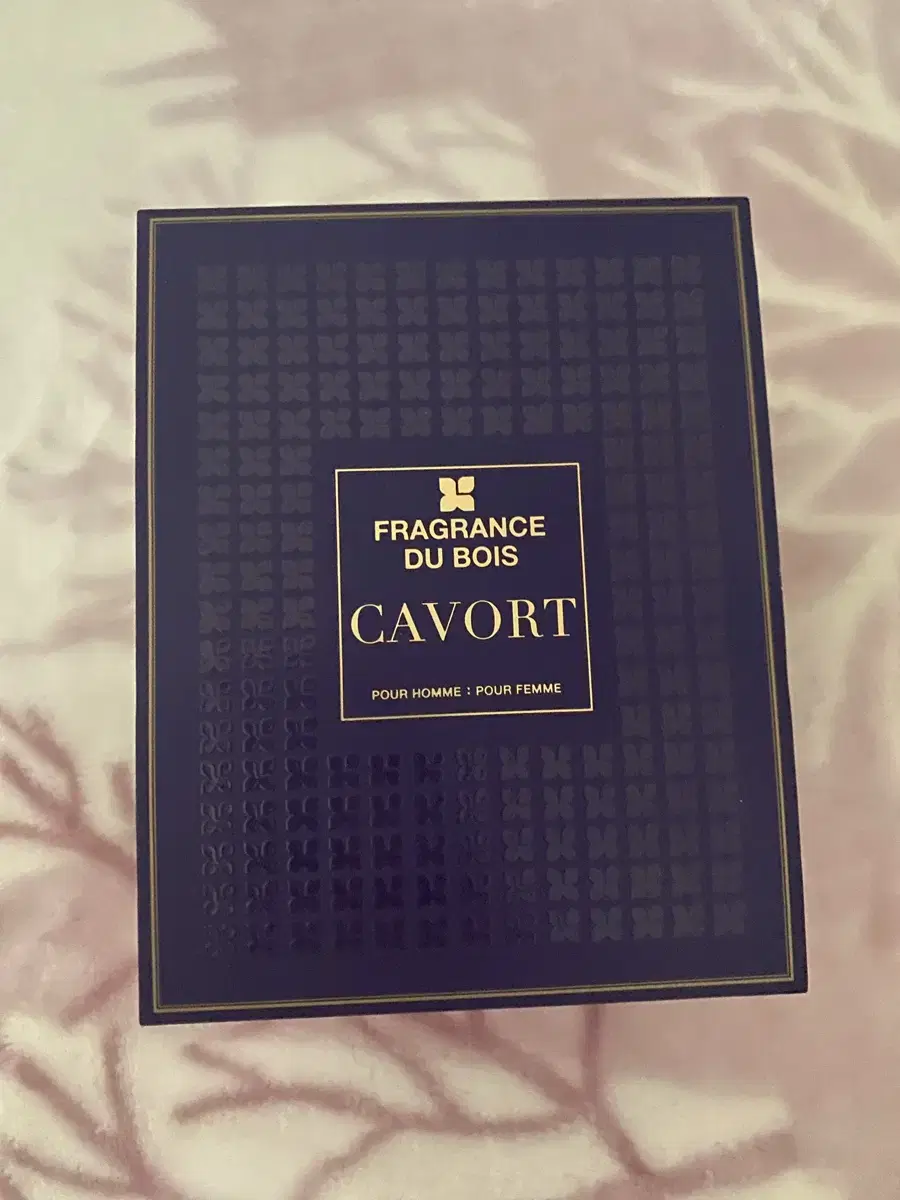 FRAGRANCE
DU BOIS
CAVORT
POUR HOMME : POUR FEMME